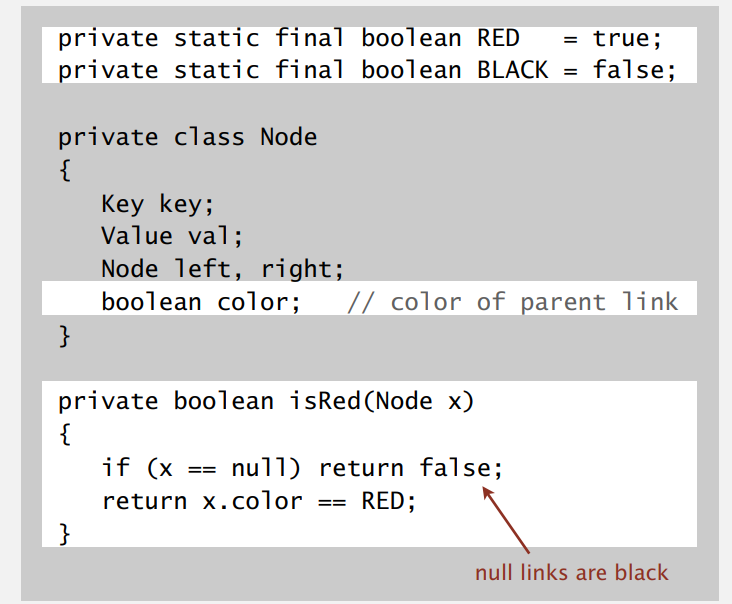 private static final boolean RED   = true;
private static final boolean BLACK = false;
private class Node
{
   Key key;
   Value val;
   Node left, right;
   boolean color;   // color of parent link
}
private boolean isRed(Node x)
{
   if (x == null) return false;
   return x.color == RED;
}
null links are black